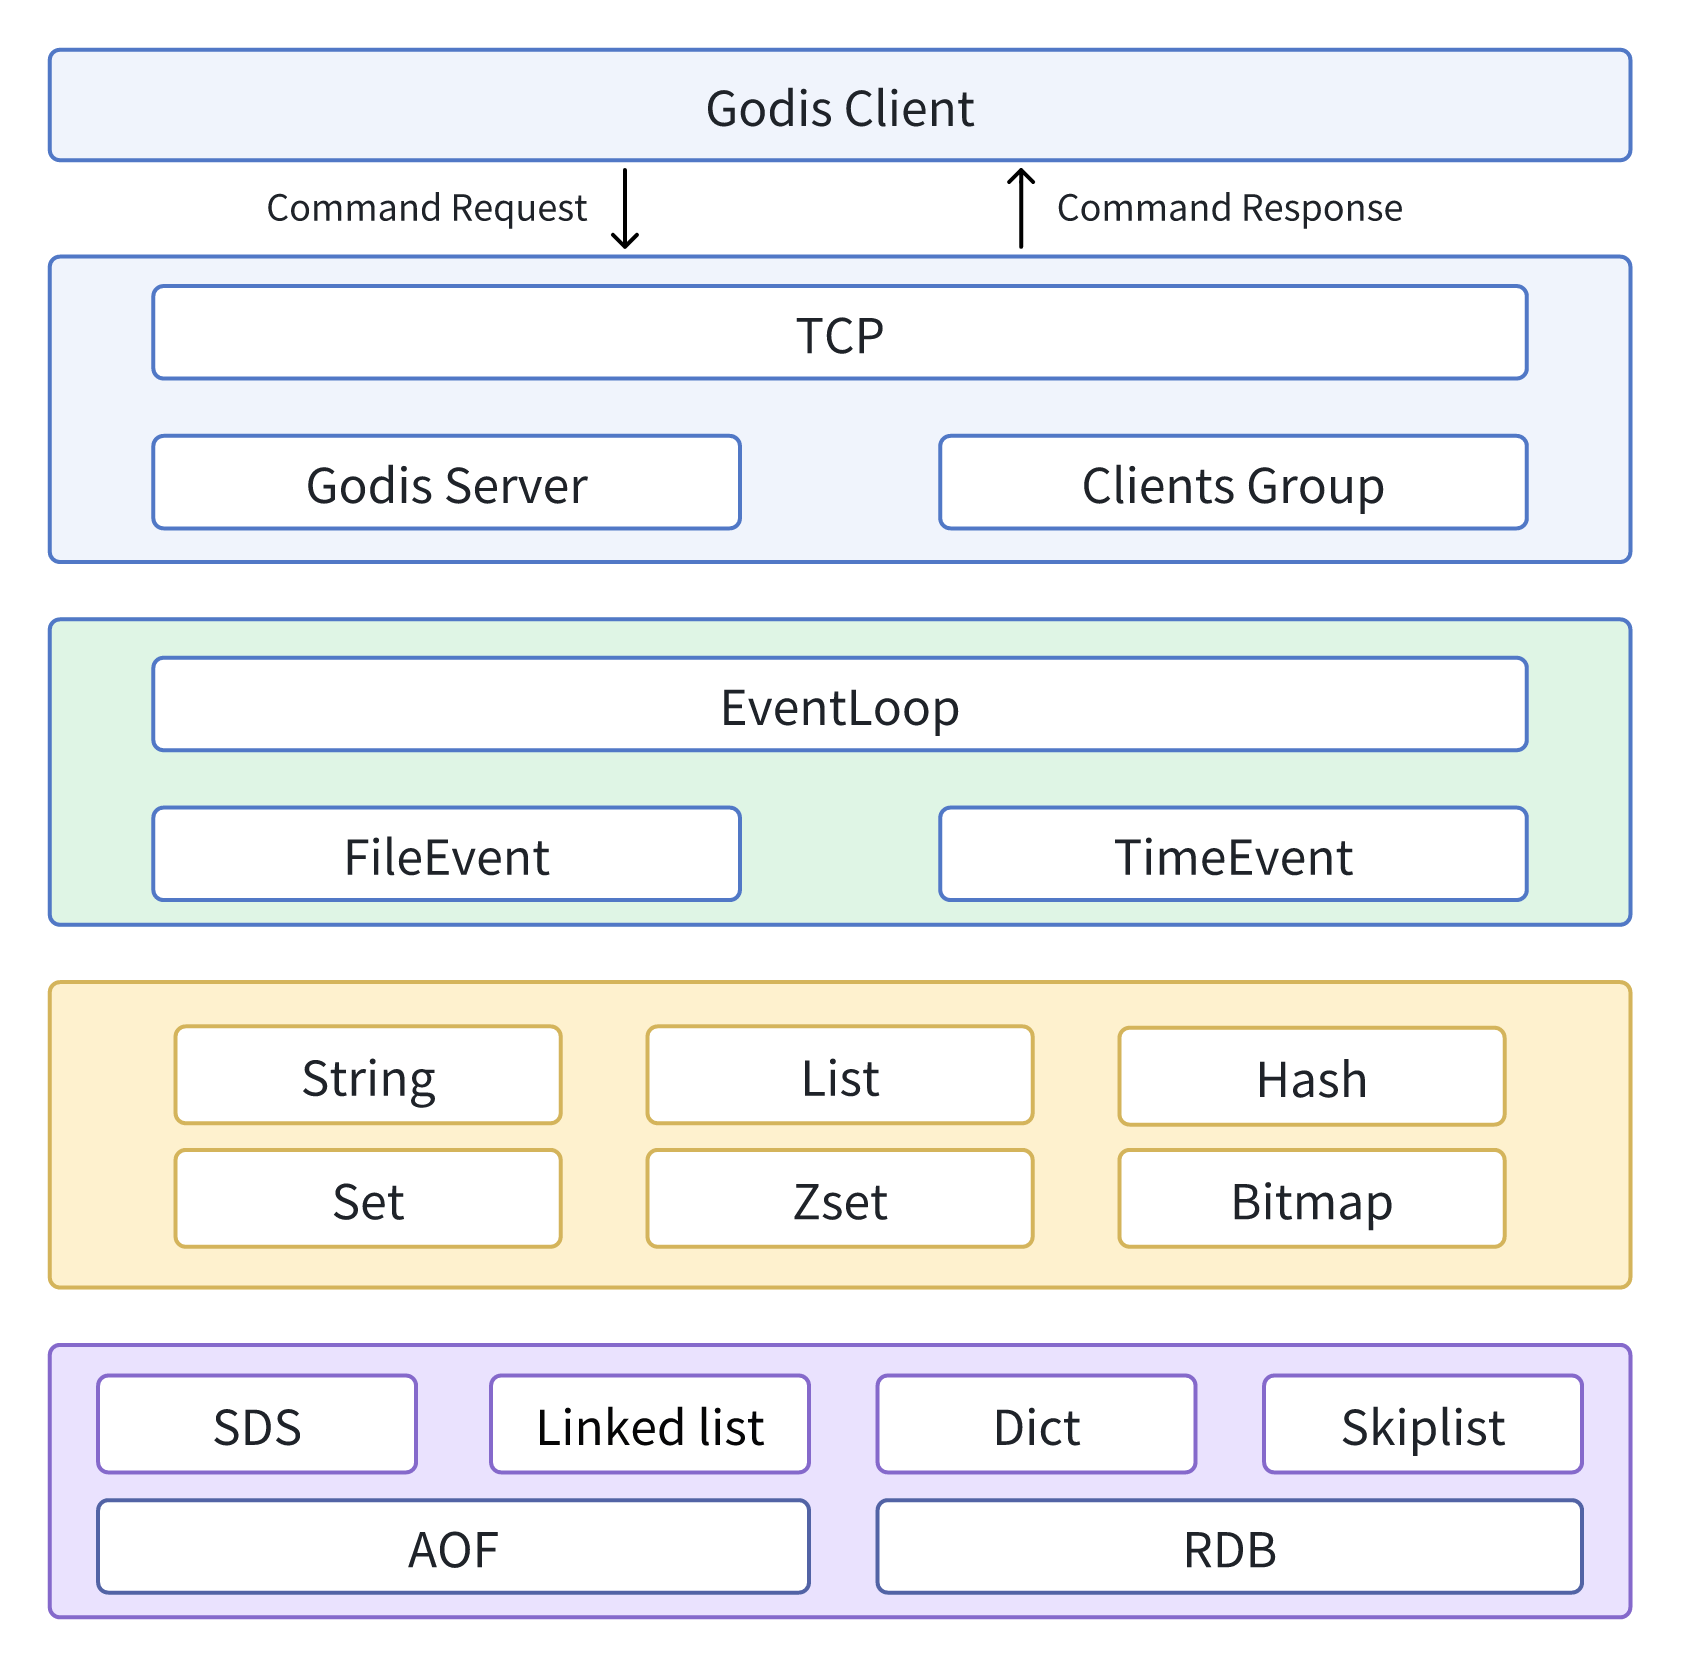 Godis Client
Command Request
Command Response
TCP
Godis Server
Clients Group
EventLoop
FileEvent
TimeEvent
String
List
Hash
Set
Zset
Bitmap
SDS
Linked list
Dict
Skiplist
AOF
RDB